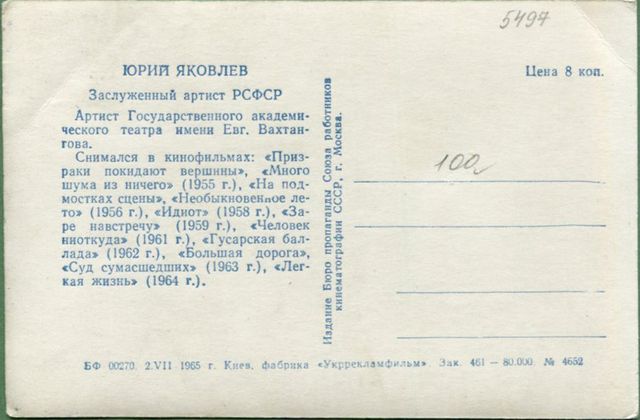 5497
ЮРИЙ ЯКОВЛЕВ
Заслуженный артист РСФСР
Артист Государственного академи-
ческого театра имени Евг. Вахтан-
гова.
Снимался в кинофильмах: «Приз-
раки покидают вершины», «Много
шума из ничего» (1955 г.), «На под-
мостках сцены», «Необыкновенное ле-
то» (1956 г.), «Идиот» (1958 г.), «За-
ре навстречу» (1959 г.), «Человек
ниоткуда» (1961 г.), «Гусарская бал-
лада» (1962 г.), «Большая дорога»,
«Суд сумасшедших» (1963 г.), «Лег-
кая жизнь» (1964 г.).
Издание Бюро пропаганды Союза работников
кинематографии СССР, г. Москва.
Цена 8 коп.
100
БФ 00270. 2.VII 1965 г. Киев, фабрика «Укррекламфильм». Зак. 461 — 80.000. № 4652